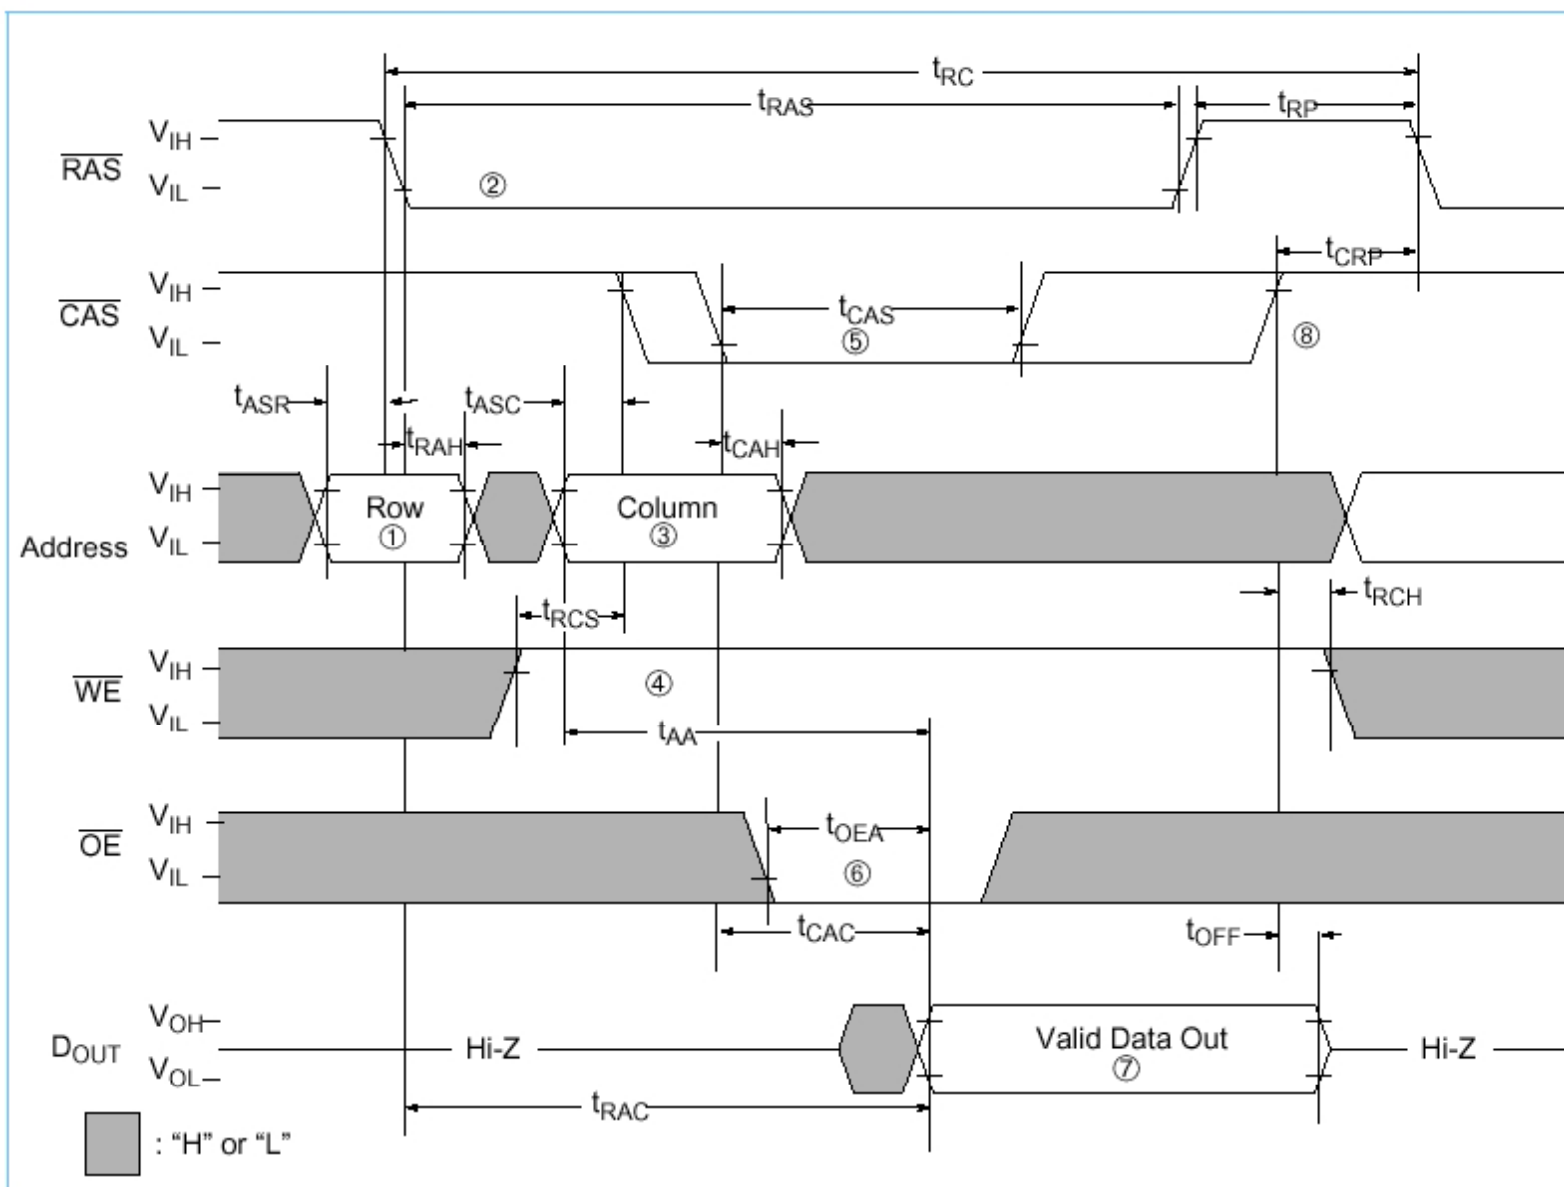 tRC
tRAS
tRP
RAS
VIH
VIL
②
tCRP
CAS
VIH
VIL
tCAS
⑤
⑧
tASR
tASC
tRAH
tCAH
Address
VIH
VIL
Row
①
Column
③
tRCS
tRCH
WE
VIH
VIL
④
tAA
OE
VIH
VIL
tOEA
⑥
tCAC
tOFF
DOUT
VOH
VOL
Hi-Z
Valid Data Out
⑦
Hi-Z
tRAC
: “H” or “L”